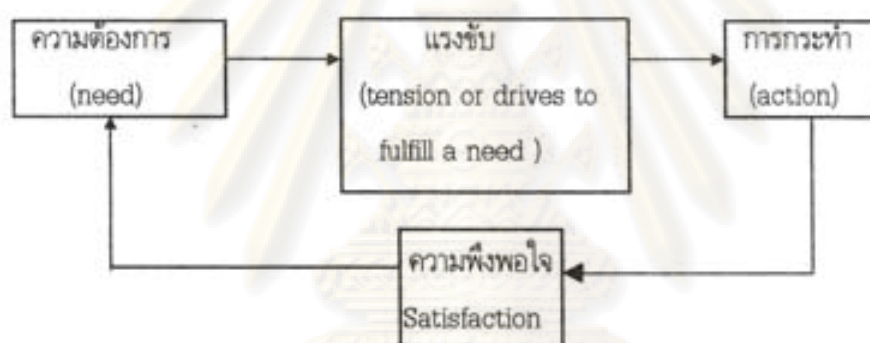 ความต้องการ
(need)
แรงขับ
(tension or drives to
fulfill a need )
การกระทำ
(action)
ความพึงพอใจ
Satisfaction